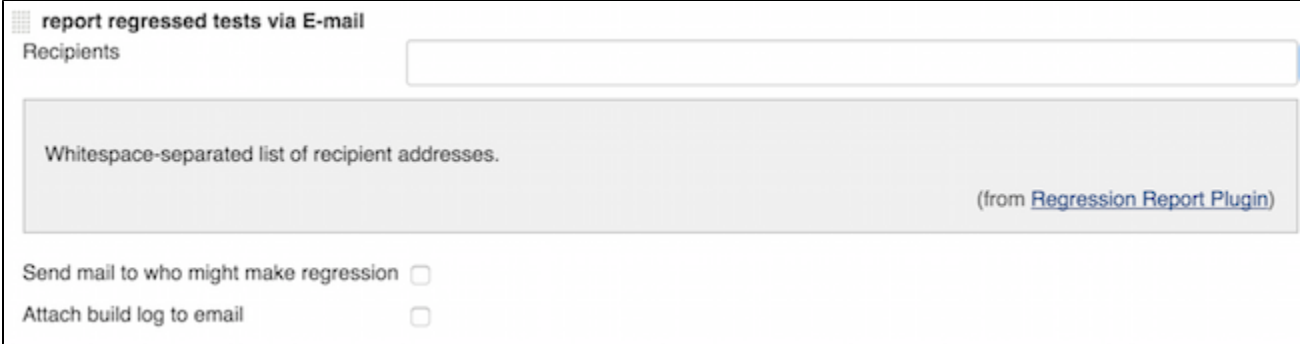 report regressed tests via E-mail
Recipients
Whitespace-separated list of recipient addresses.
(from Regression Report Plugin)
Send mail to who might make regression
Attach build log to email